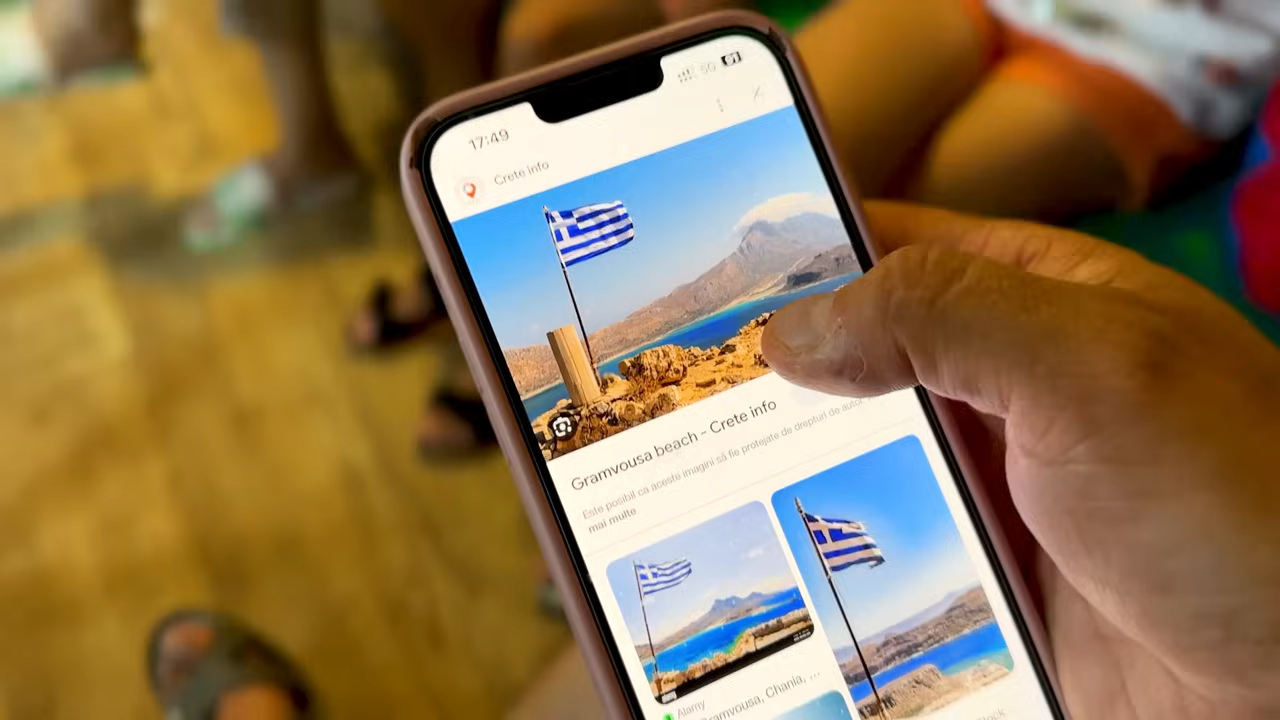 17:49
5G
Crete info
Gramvousa beach - Crete info
Este posibil ca aceste imagini să fie protejate de drepturi de autor.
mai multe
Alamy
Gramvousa, Chania, ...